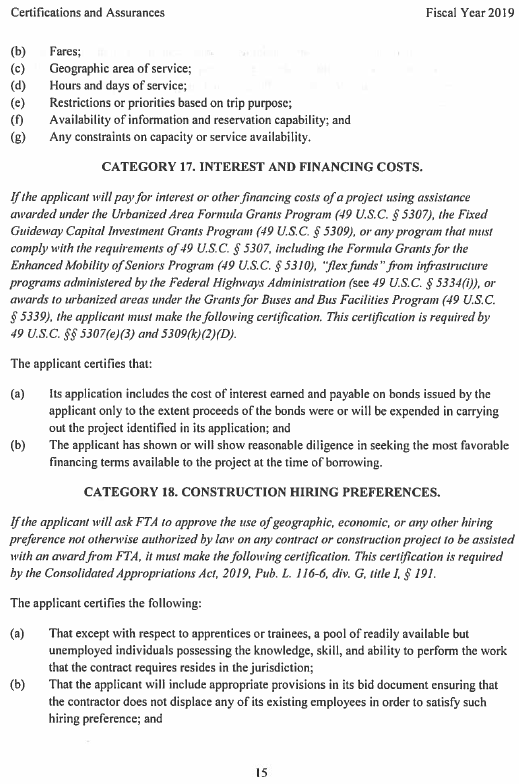 Certifications and Assurances Fiscal Year 2019
(b) Fares;
(c) Geographic area of service;
(d) Hours and days of service;
(e) Restrictions or priorities based on trip purpose;
(f) Availability of information and reservation capability; and
(g) Any constraints on capacity or service availability.
CATEGORY 17. INTEREST AND FINANCING COSTS.
If the applicant will pay for interest or other financing costs of a project using assistance
awarded under the Urbanized Area Formula Grants Program (49 U.S.C. § 5307), the Fixed
Guideway Capital Investment Grants Program (49 U.S.C. § 5309), or any program that must
comply with the requirements of 49 U.S.C. § 5307, including the Formula Grants for the
Enhanced Mobility of Seniors Program (49 U.S.C. § 5310), "flex funds" from infrastructure
programs administered by the Federal Highways Administration (see 49 U.S.C. § 5334(i)), or
awards to urbanized areas under the Grants for Buses and Bus Facilities Program (49 U.S.C.
§ 5339), the applicant must make the following certification. This certification is required by
49 U.S.C. §§ 5307(e)(3) and 5309(k)(2)(D).
The applicant certifies that:
(a) Its application includes the cost of interest earned and payable on bonds issued by the
applicant only to the extent proceeds of the bonds were or will be expended in carrying
out the project identified in its application; and
(b) The applicant has shown or will show reasonable diligence in seeking the most favorable
financing terms available to the project at the time of borrowing.
CATEGORY 18. CONSTRUCTION HIRING PREFERENCES.
If the applicant will ask FTA to approve the use of geographic, economic, or any other hiring
preference not otherwise authorized by law on any contract or construction project to be assisted
with an award from FTA, it must make the following certification. This certification is required
by the Consolidated Appropriations Act, 2019, Pub. L. 116-6, div. G, title I, § 191.
The applicant certifies the following:
(a) That except with respect to apprentices or trainees, a pool of readily available but
unemployed individuals possessing the knowledge, skill, and ability to perform the work
that the contract requires resides in the jurisdiction;
(b) That the applicant will include appropriate provisions in its bid document ensuring that
the contractor does not displace any of its existing employees in order to satisfy such
hiring preference; and
15